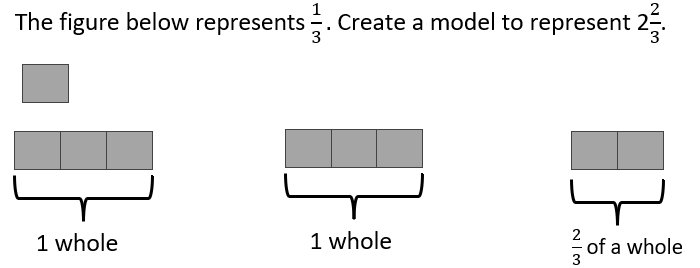 The figure below represents 1/3. Create a model to represent 2 2/3.
1 whole
1 whole
2/3 of a whole